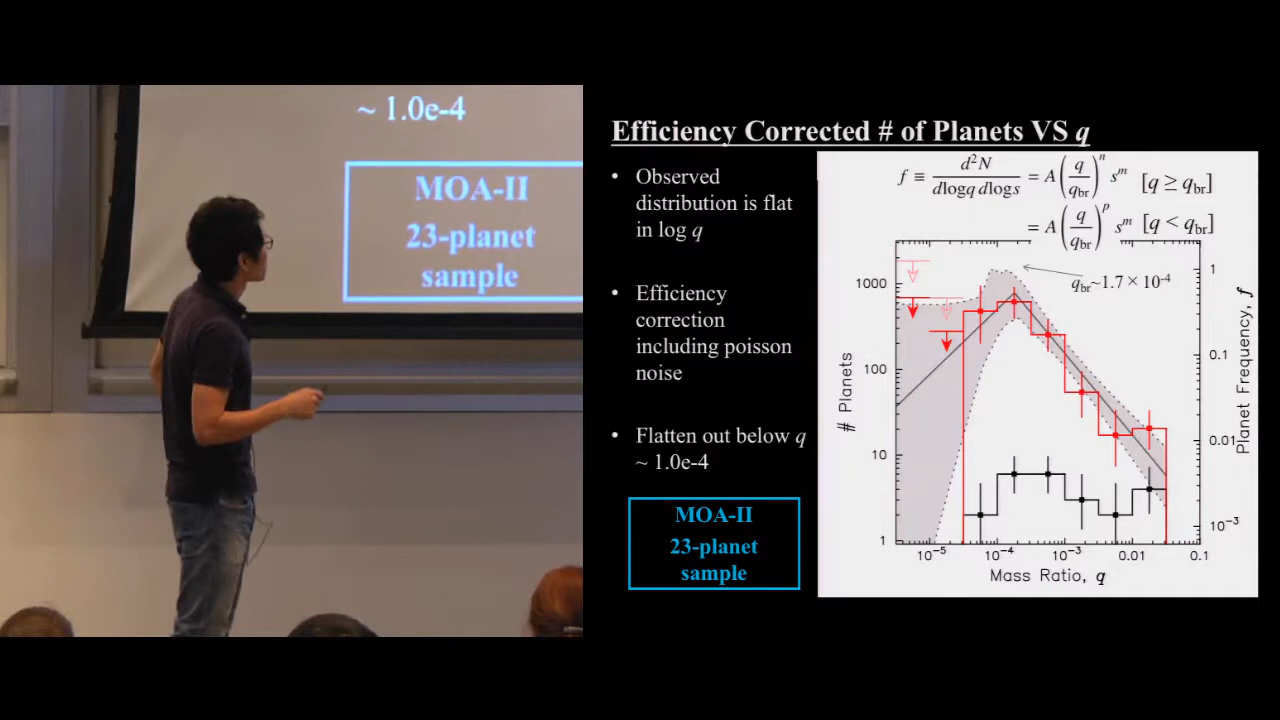 ~ 1.0e-4
MOA-II
23-planet
sample
Efficiency Corrected # of Planets VS q
• Observed
distribution is flat
in log q
• Efficiency
correction
including poisson
noise
• Flatten out below q
~ 1.0e-4
MOA-II
23-planet
sample
f ≡ d²N / dlogq dlogs = A (q/q_br)ⁿ sᵐ [q ≥ q_br]
= A (q/q_br)ᵖ sᵐ [q < q_br]
q_br~1.7 × 10⁻⁴
1000
100
10
1
# Planets
10⁻⁵ 10⁻⁴ 10⁻³ 0.01 0.1
Mass Ratio, q
1
0.1
0.01
10⁻³
Planet Frequency, f